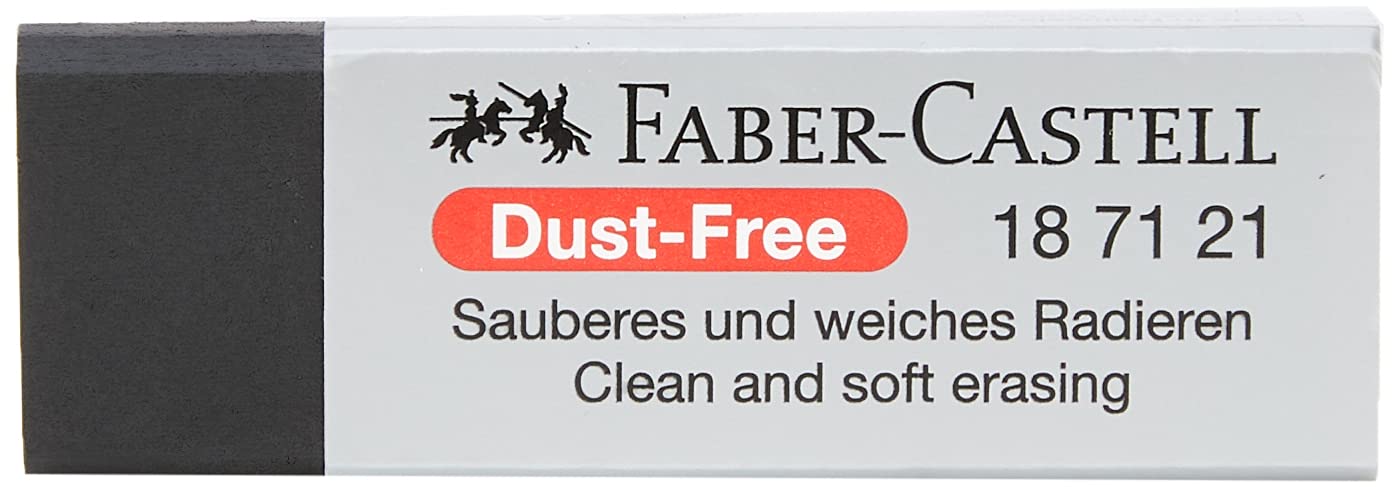 FABER-CASTELL
Dust-Free 18 71 21
Sauberes und weiches Radieren
Clean and soft erasing